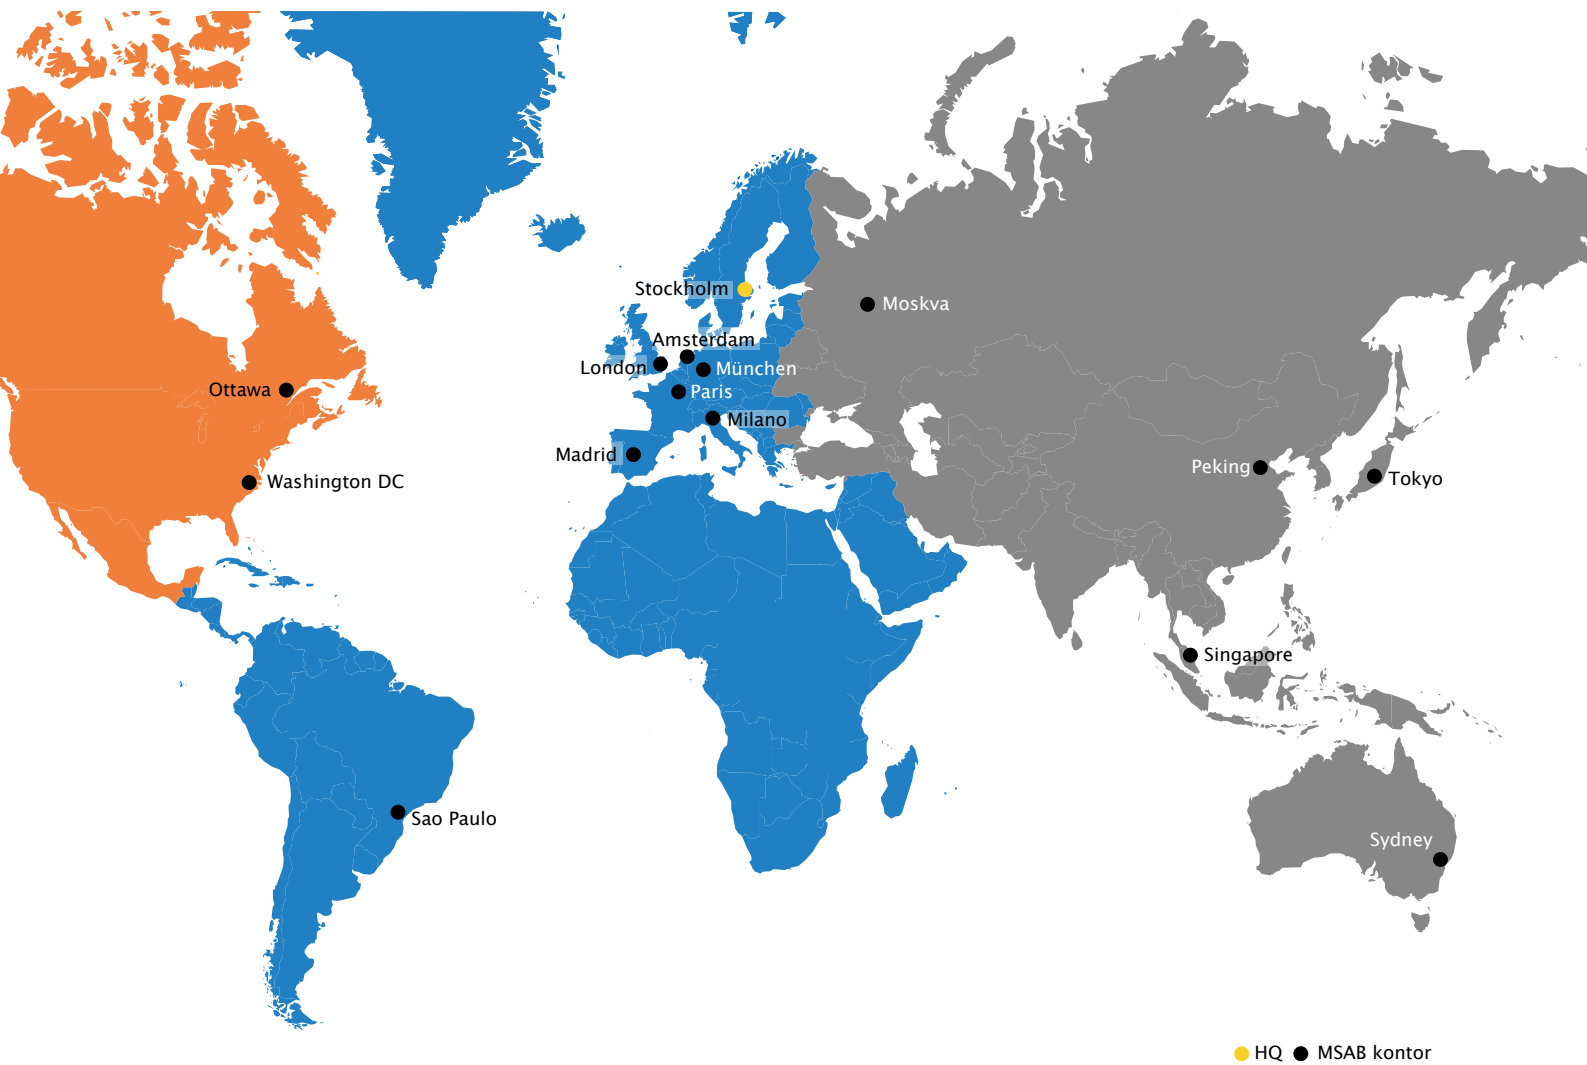 Stockholm
Moskva
Amsterdam
London
München
Ottawa
Paris
Milano
Madrid
Peking
Washington DC
Tokyo
Singapore
Sao Paulo
Sydney
HQ
MSAB kontor